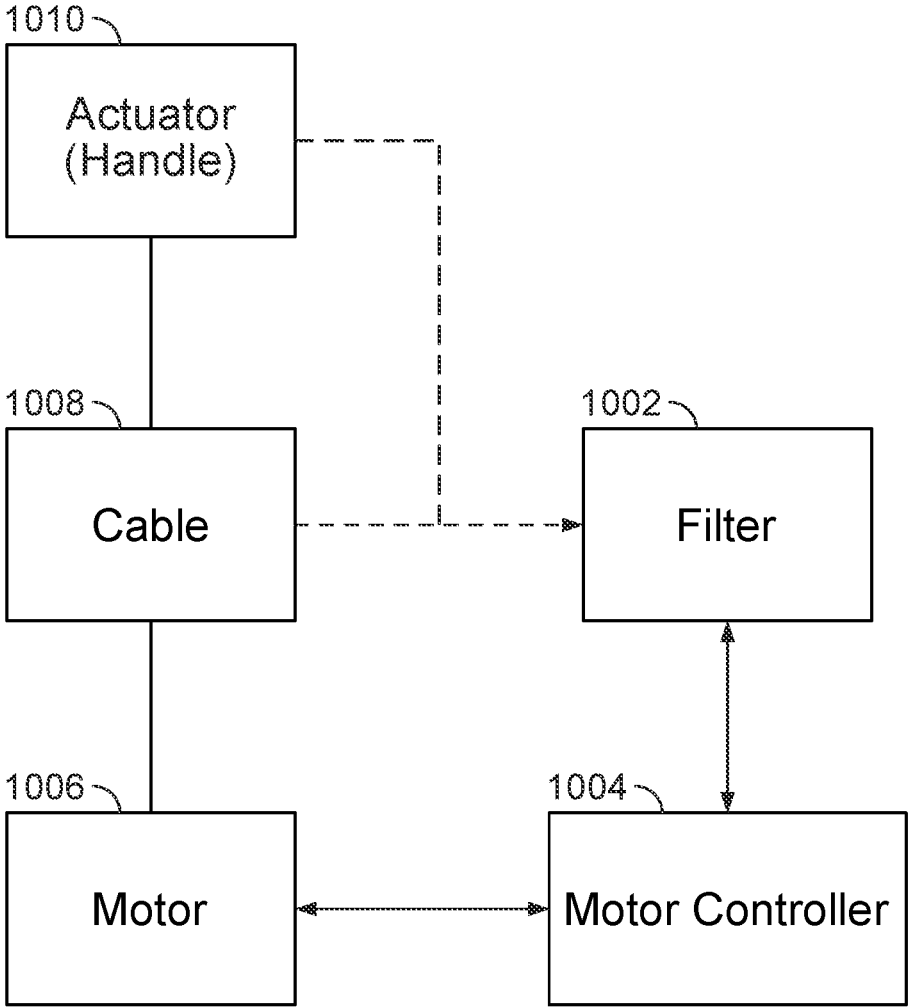 1010
Actuator
(Handle)
1008
Cable
1002
Filter
1006
Motor
1004
Motor Controller